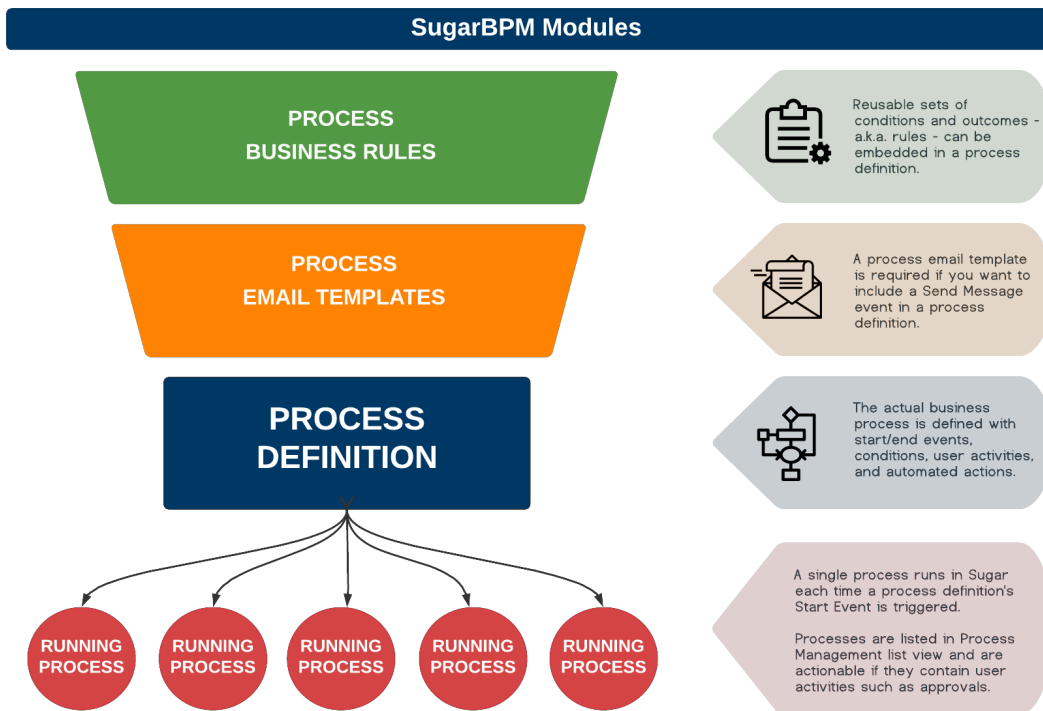 SugarBPM Modules
PROCESS
BUSINESS RULES
Reusable sets of
conditions and outcomes -
a.k.a. rules - can be
embedded in a process
definition.
PROCESS
EMAIL TEMPLATES
A process email template
is required if you want to
include a Send Message
event in a process
definition.
PROCESS
DEFINITION
The actual business
process is defined with
start/end events,
conditions, user activities,
and automated actions.
RUNNING
PROCESS
RUNNING
PROCESS
RUNNING
PROCESS
RUNNING
PROCESS
RUNNING
PROCESS
A single process runs in Sugar
each time a process definition's
Start Event is triggered.
Processes are listed in Process
Management list view and are
actionable if they contain user
activities such as approvals.